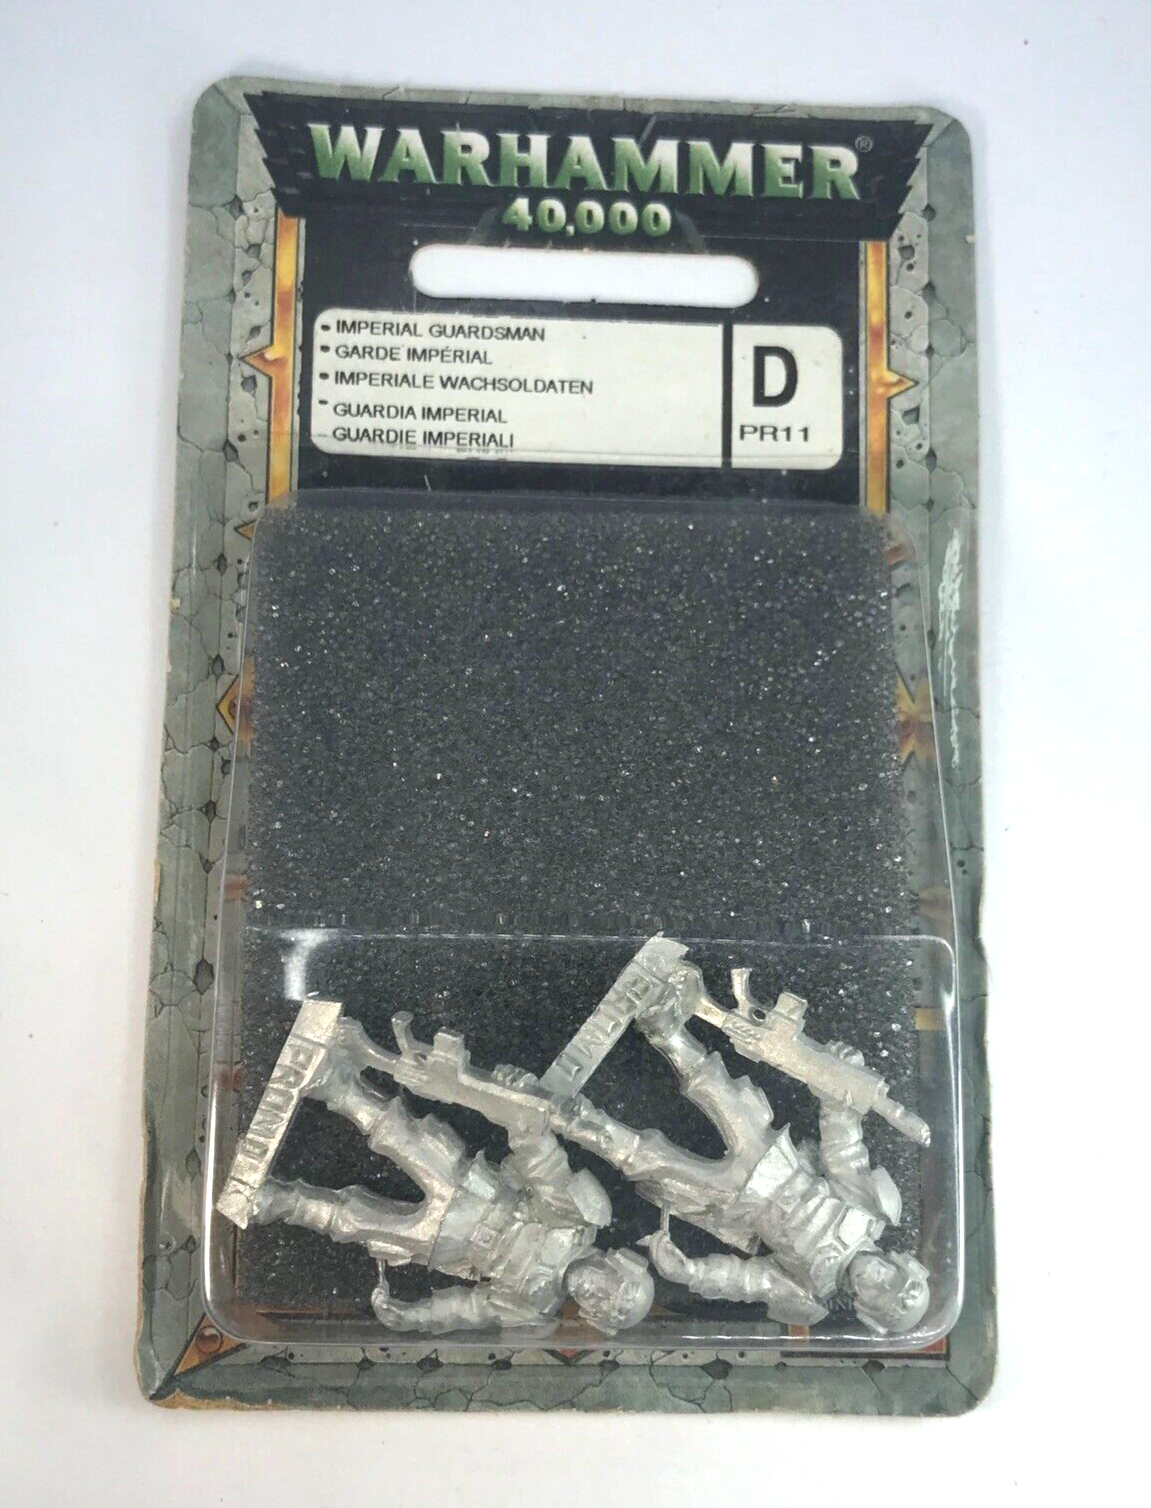 WARHAMMER®
40,000
- IMPERIAL GUARDSMAN
- GARDE IMPÉRIAL
- IMPERIALE WACHSOLDATEN
- GUARDIA IMPERIAL
- GUARDIE IMPERIALI
D
PR11